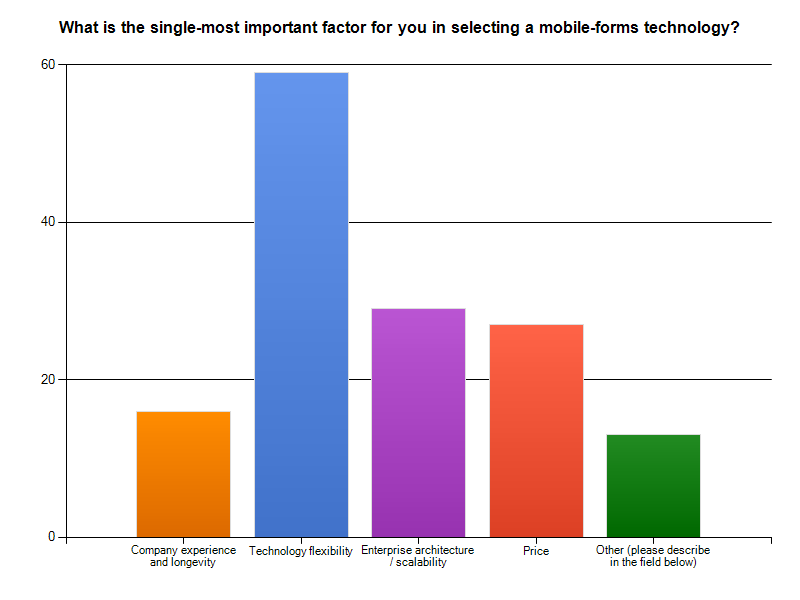 What is the single-most important factor for you in selecting a mobile-forms technology?
60
40
20
0
Company experience
and longevity
Technology flexibility
Enterprise architecture
/ scalability
Price
Other (please describe
in the field below)